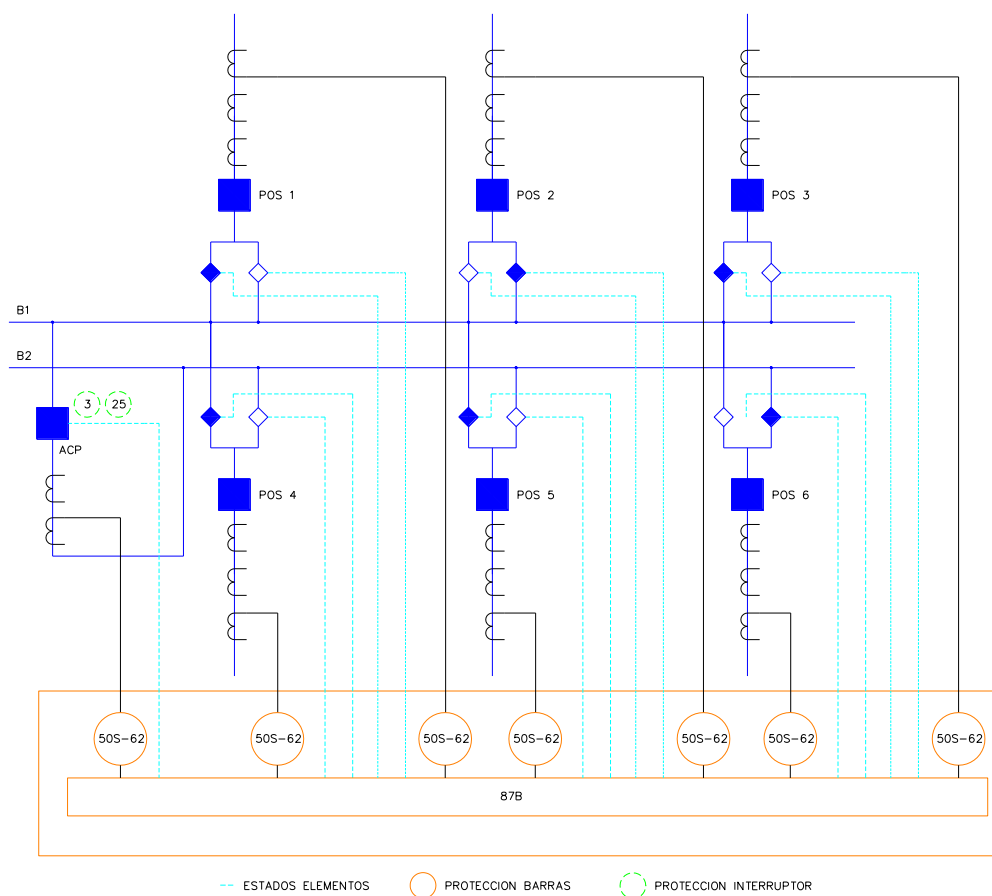 POS 1
POS 2
POS 3
B1
B2
3
25
ACP
POS 4
POS 5
POS 6
50S-62
50S-62
50S-62
50S-62
50S-62
50S-62
50S-62
87B
ESTADOS ELEMENTOS
PROTECCION BARRAS
PROTECCION INTERRUPTOR